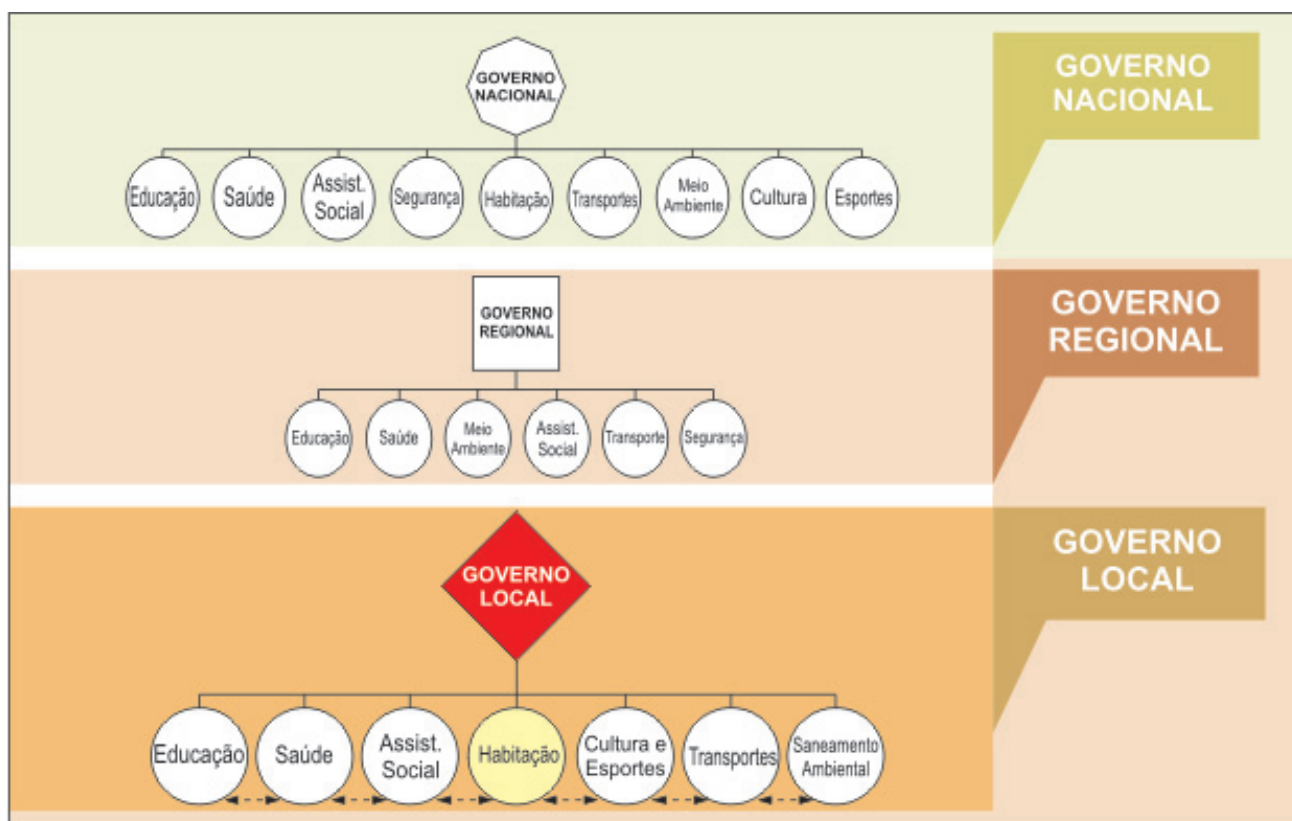 GOVERNO
NACIONAL
GOVERNO
NACIONAL
Educação
Saúde
Assist.
Social
Segurança
Habitação
Transportes
Meio
Ambiente
Cultura
Esportes
GOVERNO
REGIONAL
GOVERNO
REGIONAL
Educação
Saúde
Meio
Ambiente
Assist.
Social
Transporte
Segurança
GOVERNO
LOCAL
GOVERNO
LOCAL
Educação
Saúde
Assist.
Social
Habitação
Cultura e
Esportes
Transportes
Saneamento
Ambiental